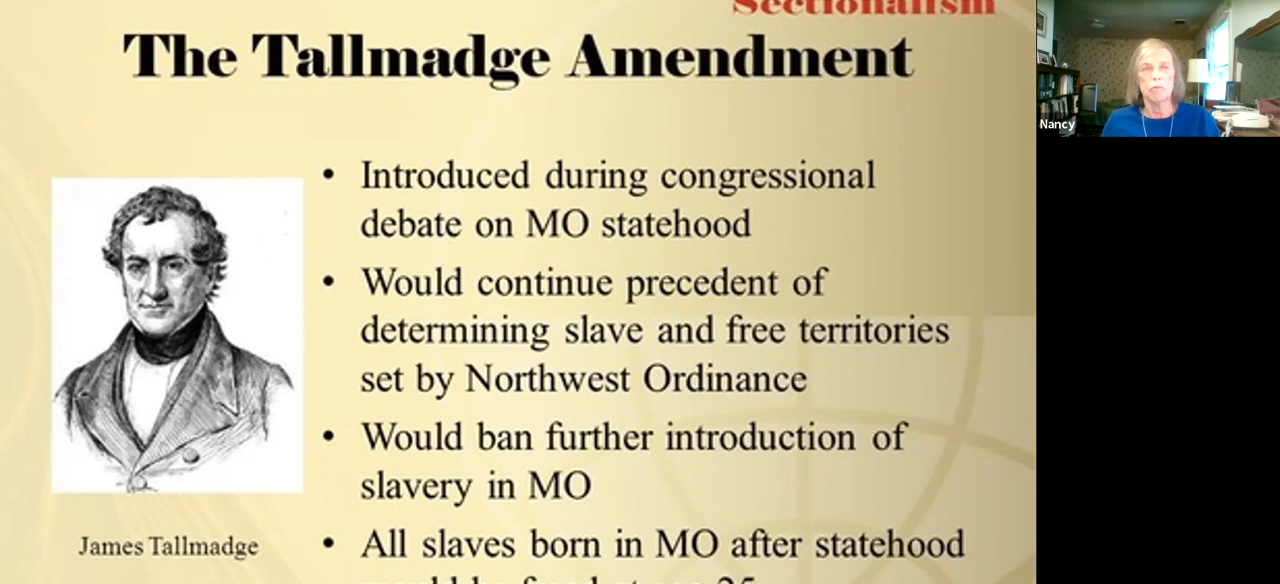 Sectionalism
The Tallmadge Amendment
• Introduced during congressional
debate on MO statehood
• Would continue precedent of
determining slave and free territories
set by Northwest Ordinance
• Would ban further introduction of
slavery in MO
• All slaves born in MO after statehood
James Tallmadge
Nancy